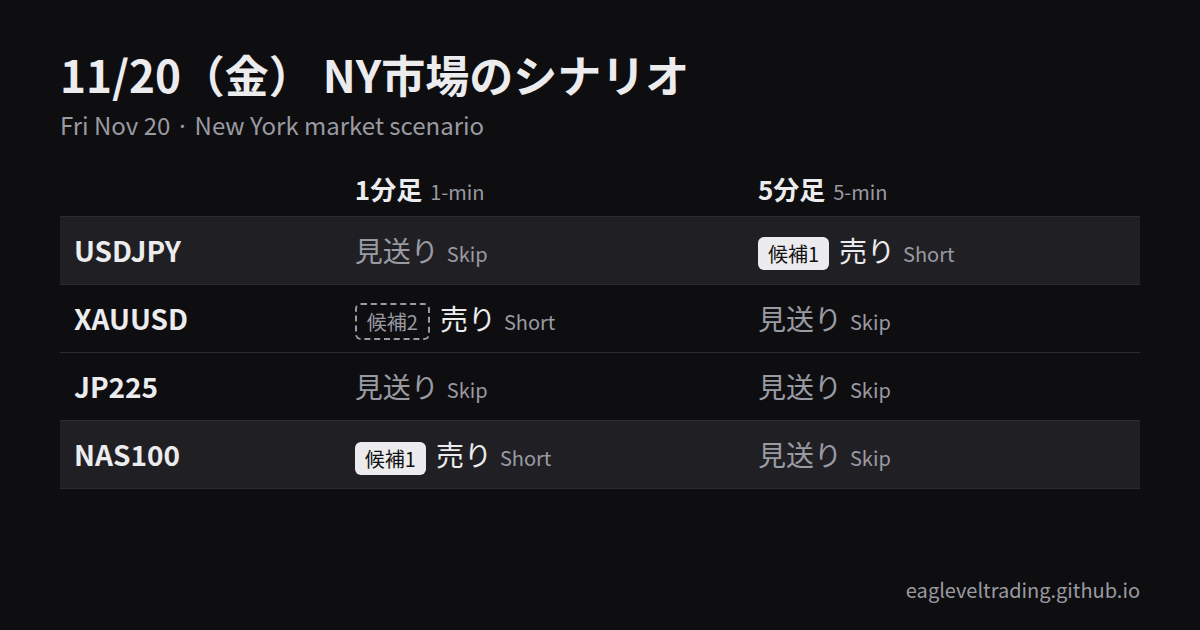 11/20（金） NY市場のシナリオ
Fri Nov 20 · New York market scenario
1分足 1-min 5分足 5-min
USDJPY 見送り Skip 候補1 売り Short
XAUUSD 候補2 売り Short 見送り Skip
JP225 見送り Skip 見送り Skip
NAS100 候補1 売り Short 見送り Skip
eagleveltrading.github.io